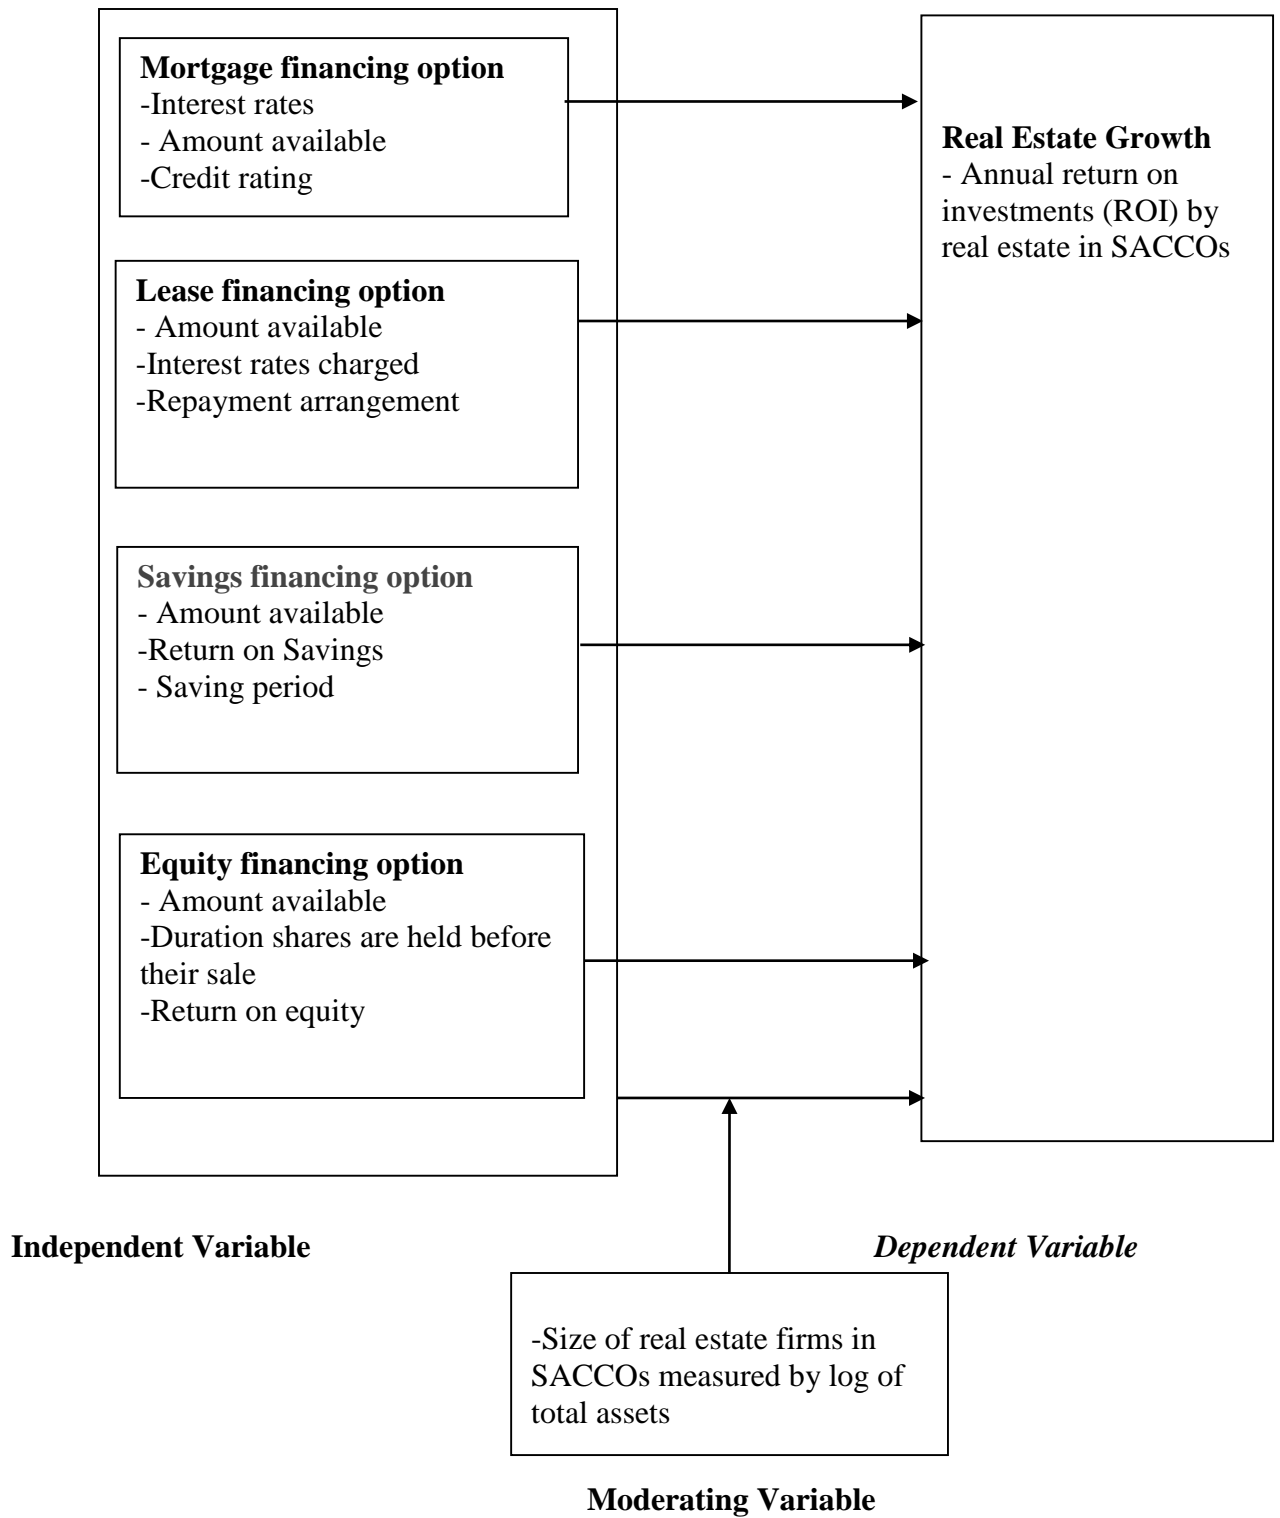 Mortgage financing option
-Interest rates
- Amount available
-Credit rating
Real Estate Growth
- Annual return on
investments (ROI) by
real estate in SACCOs
Lease financing option
- Amount available
-Interest rates charged
-Repayment arrangement
Savings financing option
- Amount available
-Return on Savings
- Saving period
Equity financing option
- Amount available
-Duration shares are held before
their sale
-Return on equity
Independent Variable
Dependent Variable
-Size of real estate firms in
SACCOs measured by log of
total assets
Moderating Variable